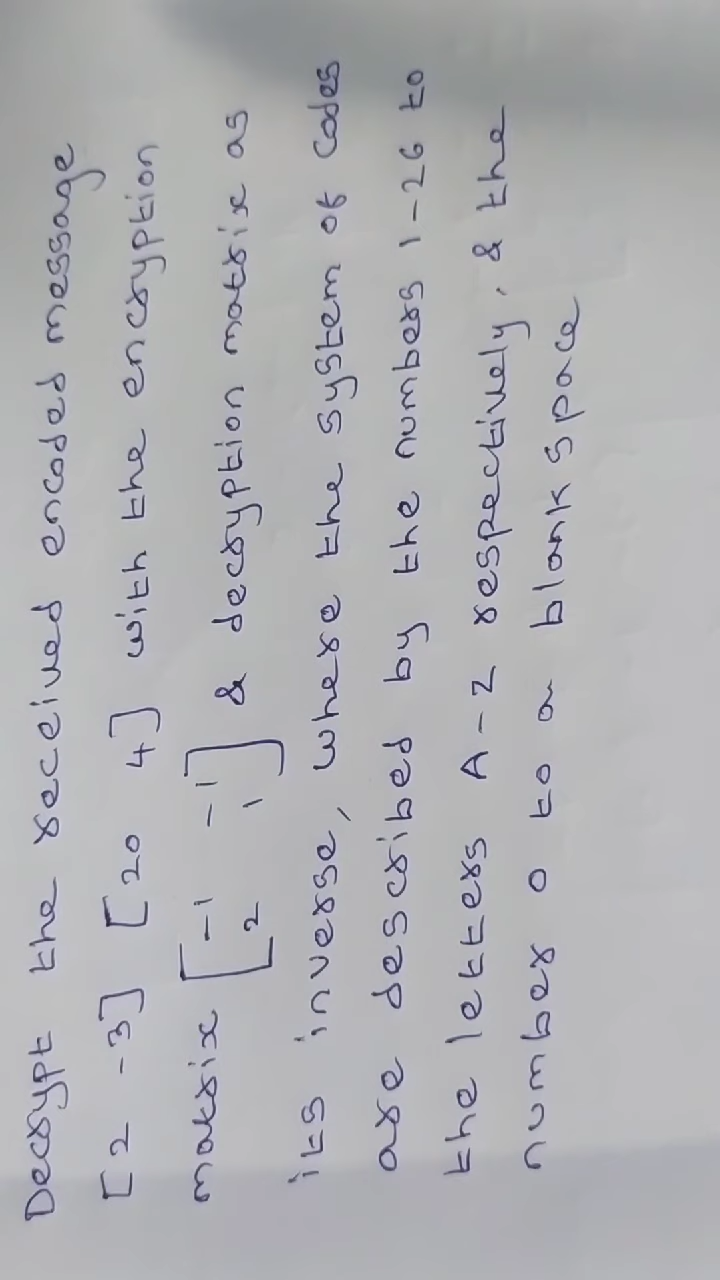 Decrypt the received encoded message
[2 -3] [20 4] with the encryption
matrix [-1 -1
2 1] & decryption matrix as
its inverse, where the system of codes
are described by the numbers 1-26 to
the letters A-Z respectively, & the
number 0 to a blank space